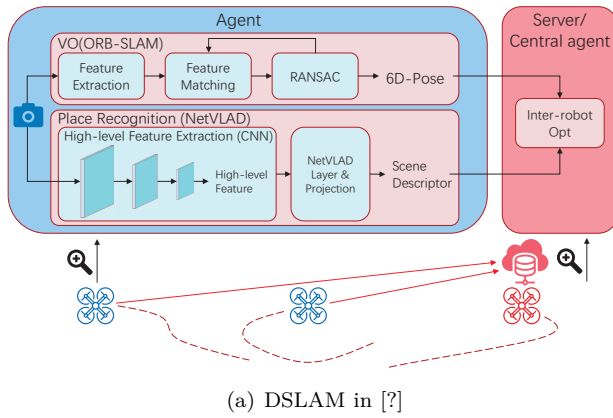 Agent
Server/
Central agent
VO(ORB-SLAM)
Feature
Extraction
Feature
Matching
RANSAC
6D-Pose
Inter-robot
Opt
Place Recognition (NetVLAD)
High-level Feature Extraction (CNN)
High-level
Feature
NetVLAD
Layer &
Projection
Scene
Descriptor
(a) DSLAM in [?]